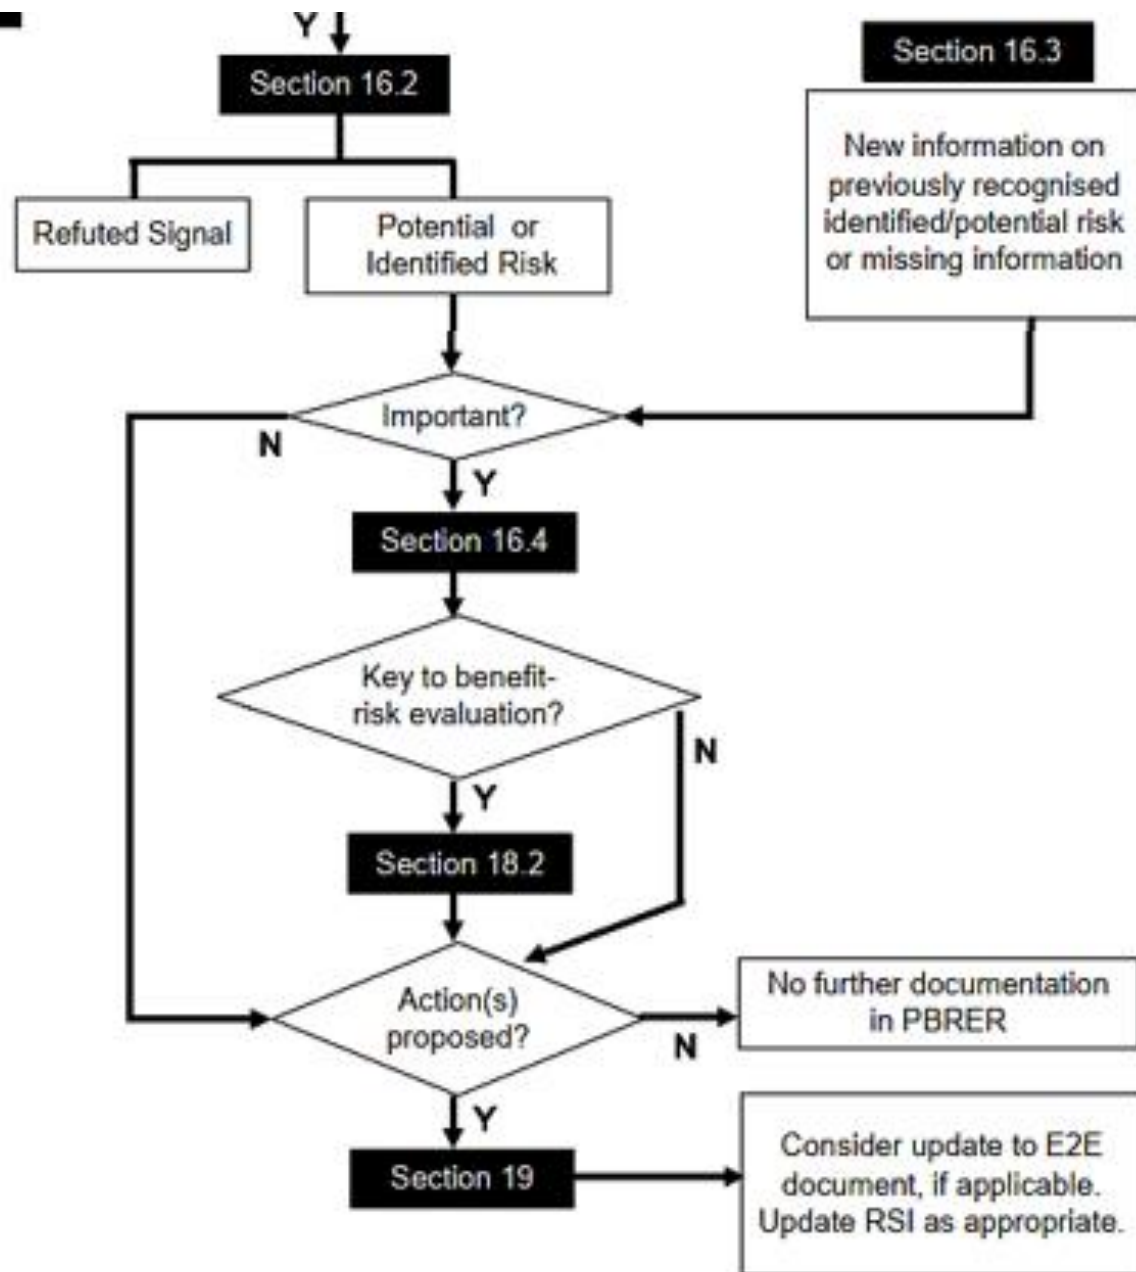 Y
Section 16.2
Section 16.3
New information on
previously recognised
identified/potential risk
or missing information
Refuted Signal
Potential or
Identified Risk
Important?
N
Y
Section 16.4
Key to benefit-
risk evaluation?
N
Y
Section 18.2
Action(s)
proposed?
N
No further documentation
in PBRER
Y
Section 19
Consider update to E2E
document, if applicable.
Update RSI as appropriate.